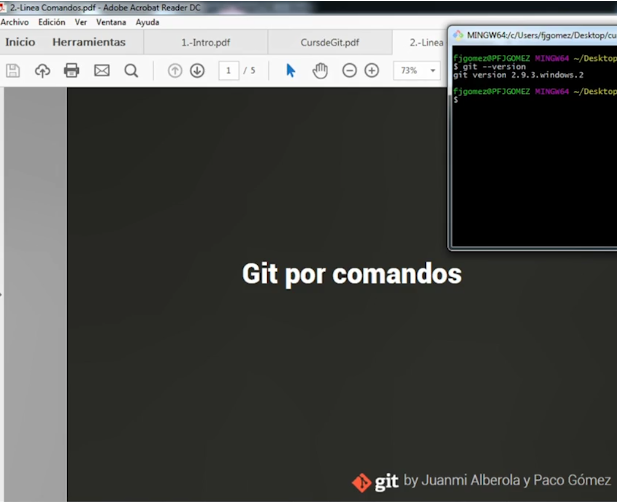 2.-Linea Comandos.pdf - Adobe Acrobat Reader DC
Archivo Edición Ver Ventana Ayuda
Inicio Herramientas 1.-Intro.pdf CursdeGit.pdf 2.-Linea
1 / 5 73%
MINGW64:/c/Users/fjgomez/Desktop/cu
fjgomez@PFJGOMEZ MINGW64 ~/Desktop
$ git --version
git version 2.9.3.windows.2
fjgomez@PFJGOMEZ MINGW64 ~/Desktop
$
Git por comandos
git by Juanmi Alberola y Paco Gómez